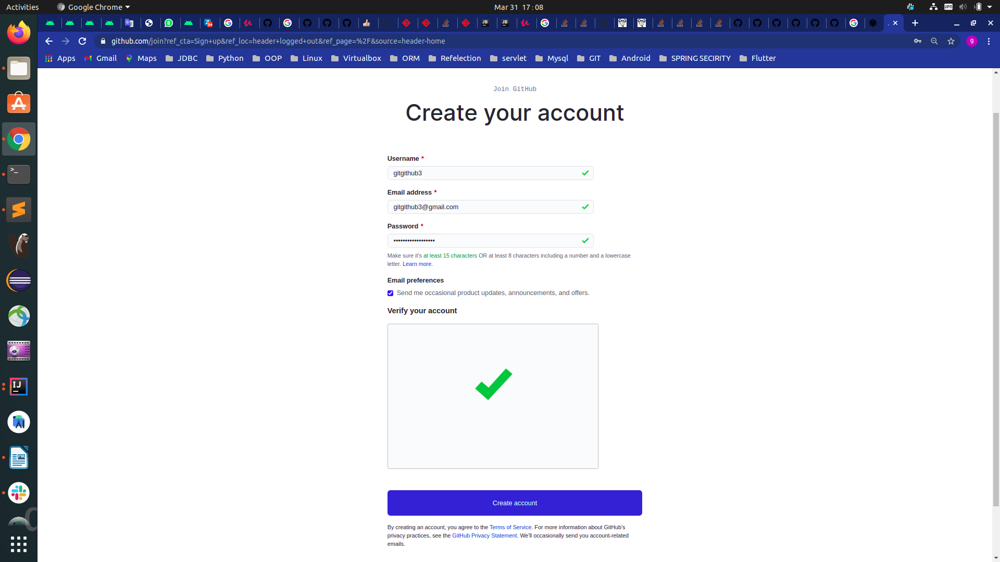 Activities
Google Chrome
Mar 31 17:08
VPN
github.com/join?ref_cta=Sign+up&ref_loc=header+logged+out&ref_page=%2F&source=header-home
g
Apps
Gmail
Maps
JDBC
Python
OOP
Linux
Virtualbox
ORM
Refelection
servlet
Mysql
GIT
Android
SPRING SECIRITY
Flutter
Join GitHub
Create your account
Username *
gitgithub3
Email address *
gitgithub3@gmail.com
Password *
••••••••••••••••••
Make sure it's at least 15 characters OR at least 8 characters including a number and a lowercase
letter. Learn more.
Email preferences
Send me occasional product updates, announcements, and offers.
Verify your account
Create account
By creating an account, you agree to the Terms of Service. For more information about GitHub's
privacy practices, see the GitHub Privacy Statement. We'll occasionally send you account-related
emails.